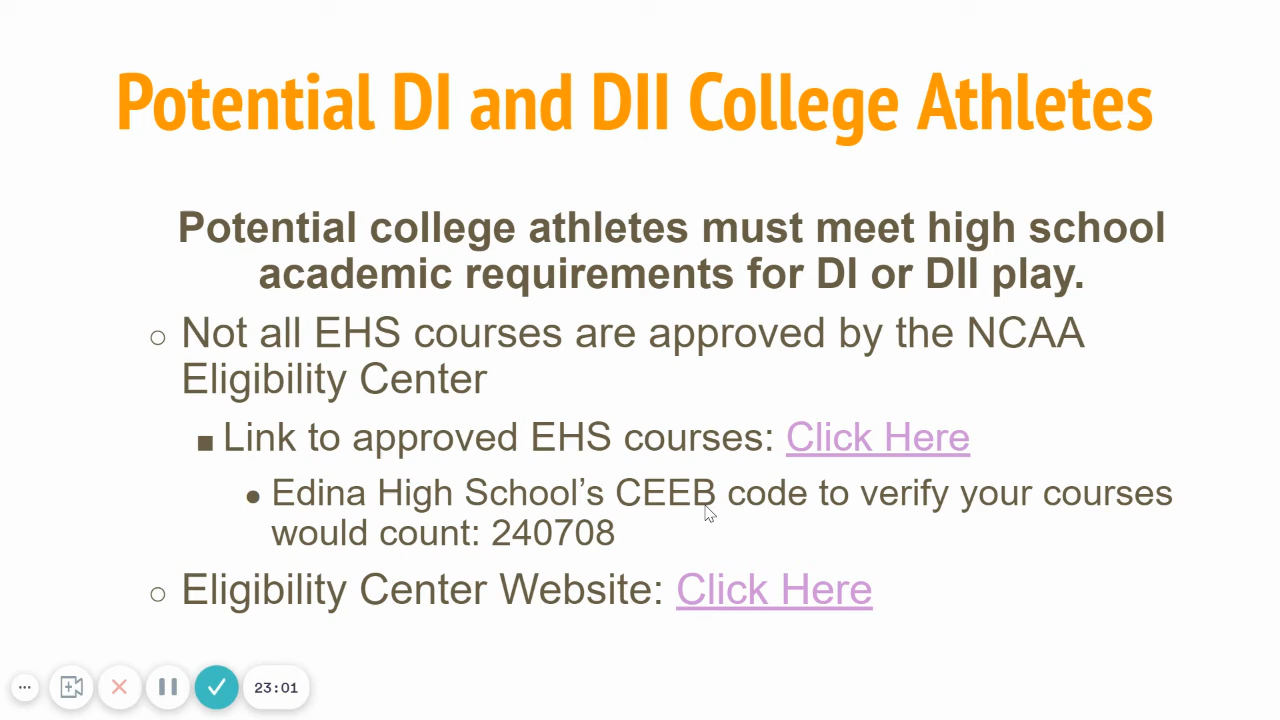 Potential DI and DII College Athletes
Potential college athletes must meet high school
academic requirements for DI or DII play.
Not all EHS courses are approved by the NCAA
Eligibility Center
Link to approved EHS courses: Click Here
Edina High School’s CEEB code to verify your courses
would count: 240708
Eligibility Center Website: Click Here
23:01